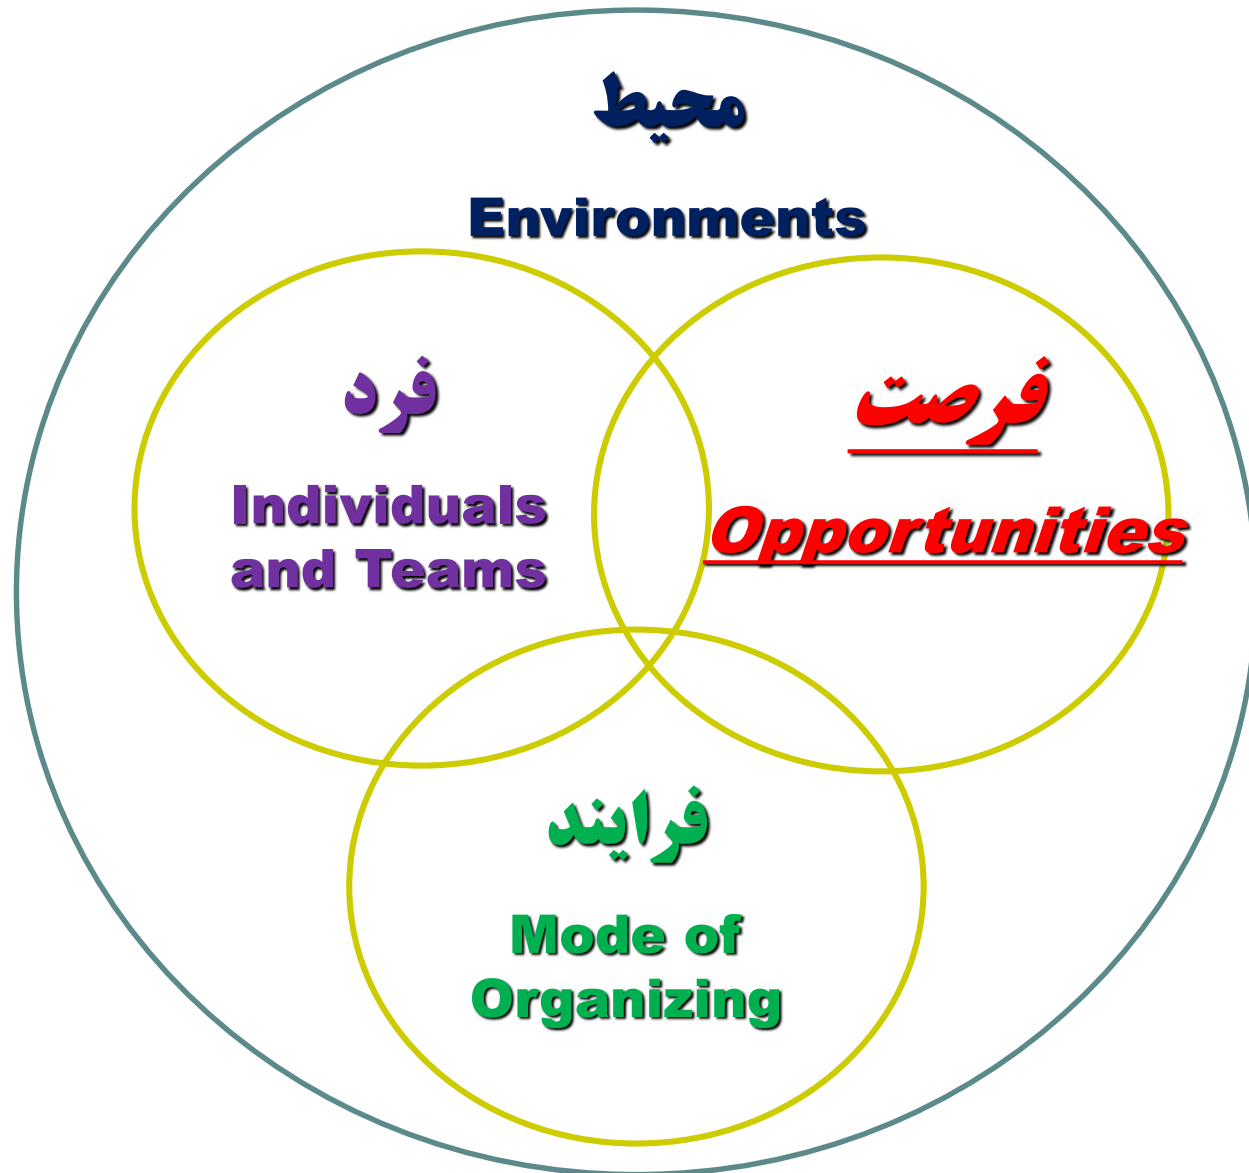 محیط
Environments
فرد
Individuals
and Teams
فرصت
Opportunities
فرایند
Mode of
Organizing